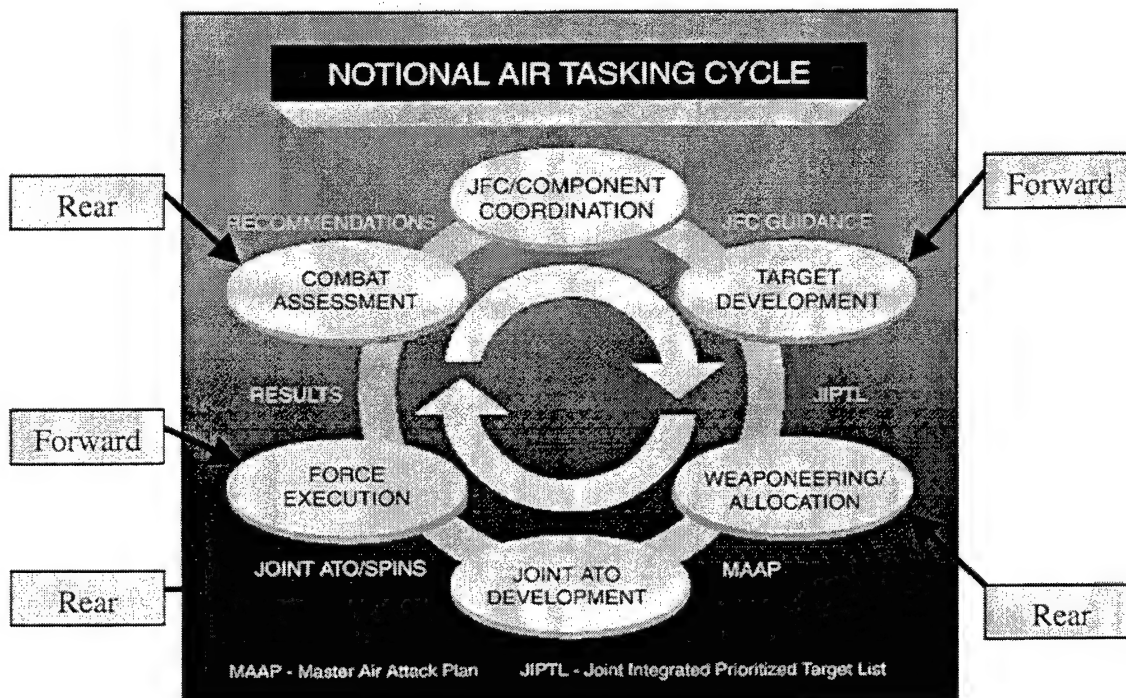 NOTIONAL AIR TASKING CYCLE
JFC/COMPONENT
COORDINATION
Rear
Forward
RECOMMENDATIONS
JFC GUIDANCE
COMBAT
ASSESSMENT
TARGET
DEVELOPMENT
RESULTS
JIPTL
Forward
FORCE
EXECUTION
WEAPONEERING/
ALLOCATION
JOINT ATO/SPINS
MAAP
JOINT ATO
DEVELOPMENT
Rear
Rear
MAAP - Master Air Attack Plan
JIPTL - Joint Integrated Prioritized Target List